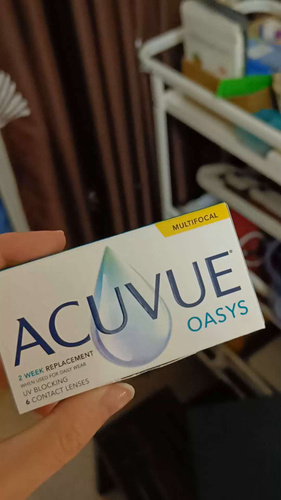 MULTIFOCAL
ACUVUE®
OASYS
2 WEEK REPLACEMENT
WHEN USED FOR DAILY WEAR
UV BLOCKING
6 CONTACT LENSES